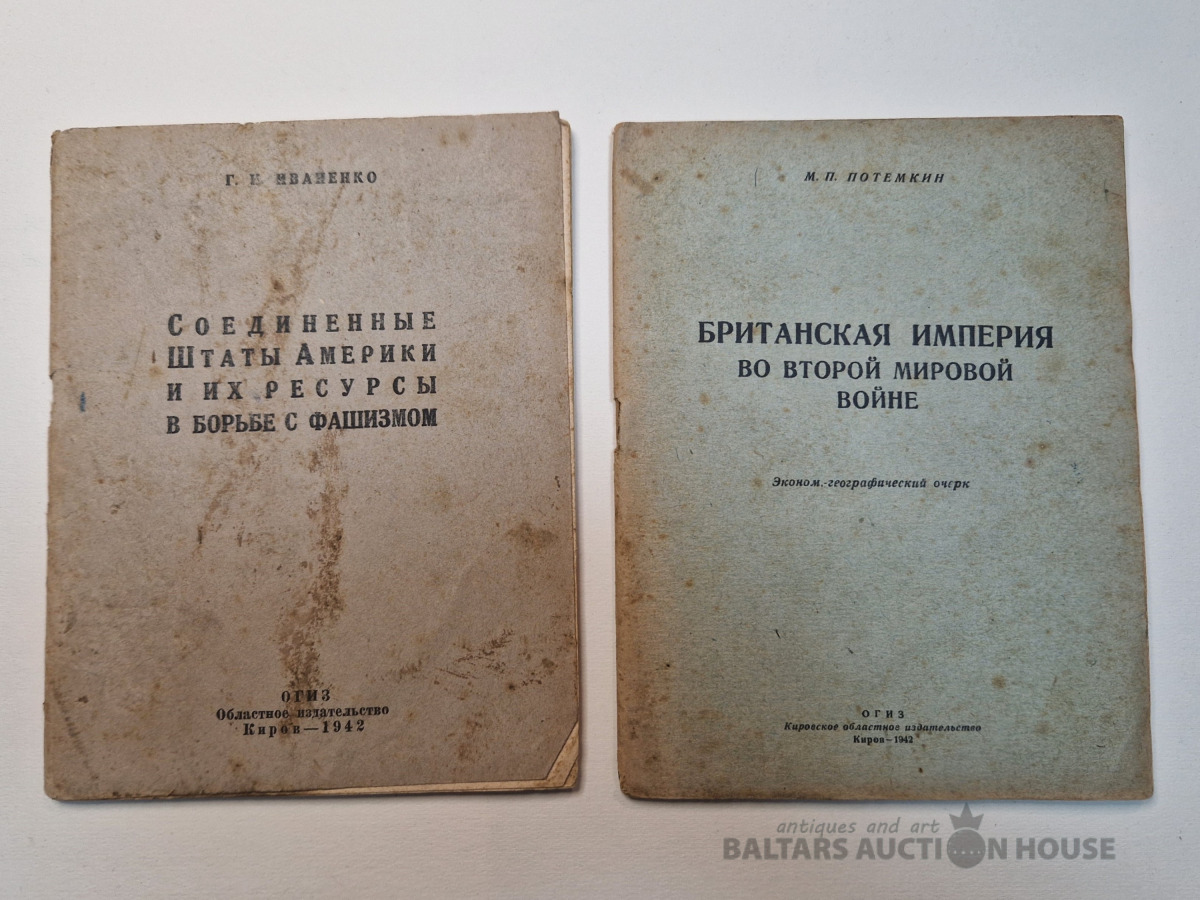 Г. Е. ИВАНЕНКО
СОЕДИНЕННЫЕ
ШТАТЫ АМЕРИКИ
И ИХ РЕСУРСЫ
В БОРЬБЕ С ФАШИЗМОМ
ОГИЗ
Областное издательство
Киров—1942
М. П. ПОТЕМКИН
БРИТАНСКАЯ ИМПЕРИЯ
ВО ВТОРОЙ МИРОВОЙ
ВОЙНЕ
Эконом.-географический очерк
ОГИЗ
Кировское областное издательство
Киров—1942
antiques and art
BALTARS AUCTION HOUSE